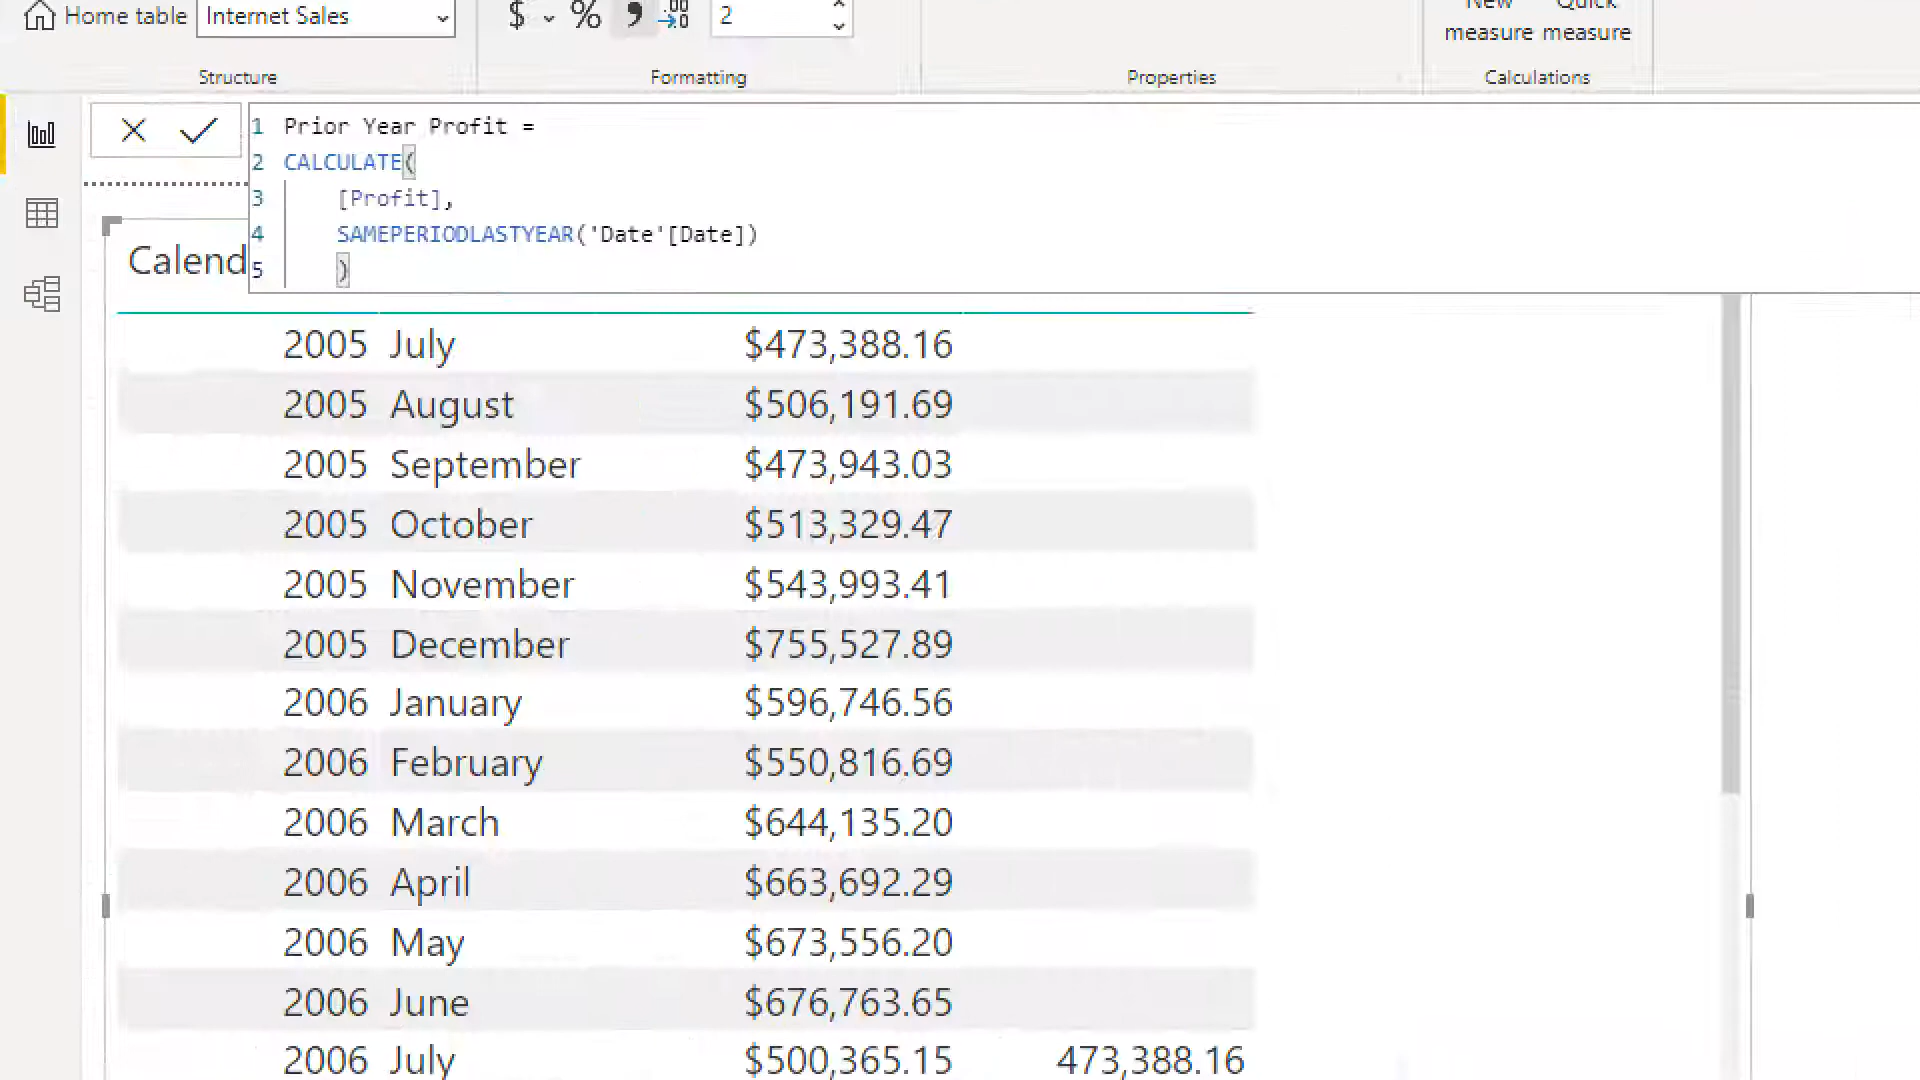 Home table Internet Sales $ % , .00 →.0 2 New measure Quick measure
Structure Formatting Properties Calculations
1 Prior Year Profit =
2 CALCULATE(
3 [Profit],
4 SAMEPERIODLASTYEAR('Date'[Date])
5 )
Calend
2005 July $473,388.16
2005 August $506,191.69
2005 September $473,943.03
2005 October $513,329.47
2005 November $543,993.41
2005 December $755,527.89
2006 January $596,746.56
2006 February $550,816.69
2006 March $644,135.20
2006 April $663,692.29
2006 May $673,556.20
2006 June $676,763.65
2006 July $500,365.15 473,388.16